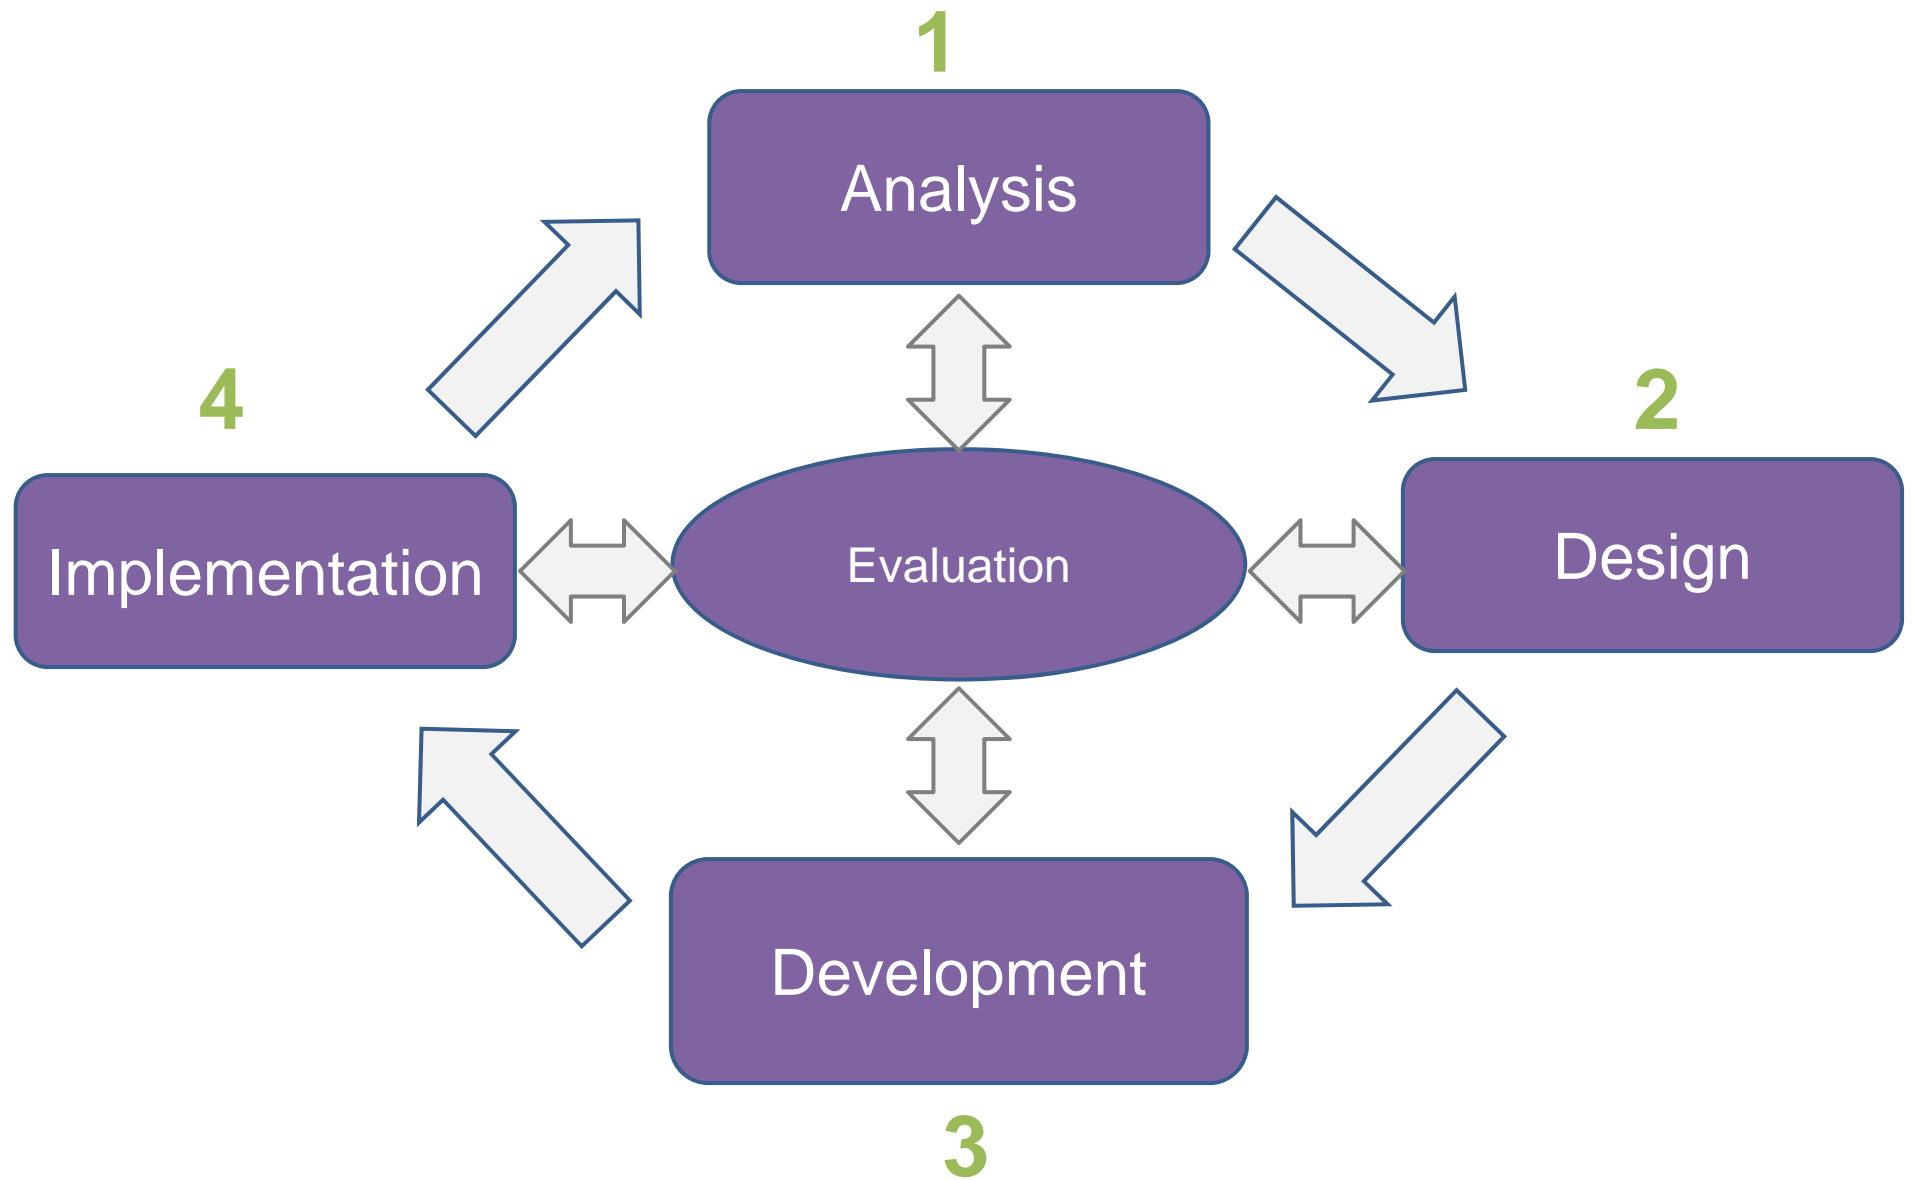 1
Analysis
4
2
Implementation
Evaluation
Design
Development
3